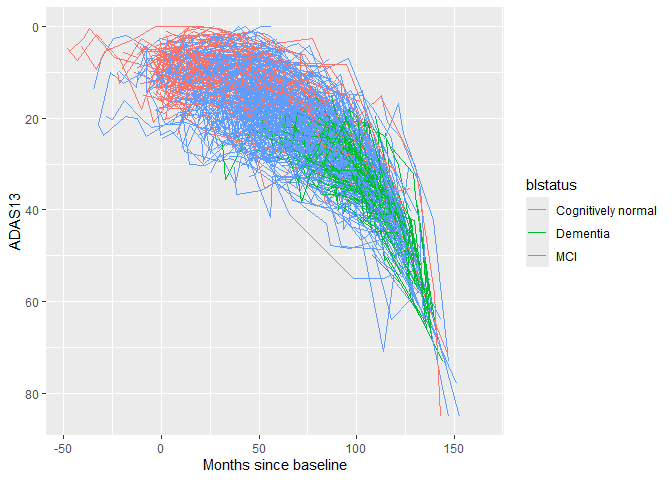 0
20
40
60
80
ADAS13
-50
0
50
100
150
Months since baseline
blstatus
Cognitively normal
Dementia
MCI